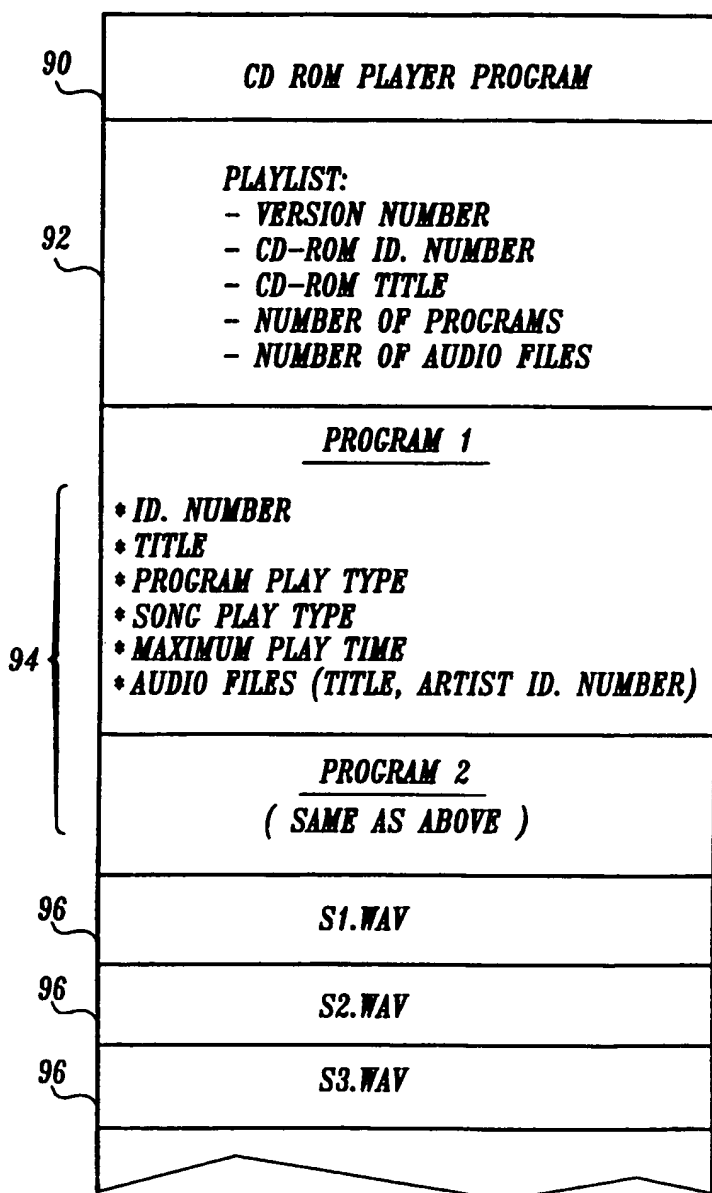 90
CD ROM PLAYER PROGRAM
92
PLAYLIST:
- VERSION NUMBER
- CD-ROM ID. NUMBER
- CD-ROM TITLE
- NUMBER OF PROGRAMS
- NUMBER OF AUDIO FILES
PROGRAM 1
94
* ID. NUMBER
* TITLE
* PROGRAM PLAY TYPE
* SONG PLAY TYPE
* MAXIMUM PLAY TIME
* AUDIO FILES (TITLE, ARTIST ID. NUMBER)
PROGRAM 2
( SAME AS ABOVE )
96
S1.WAV
96
S2.WAV
96
S3.WAV